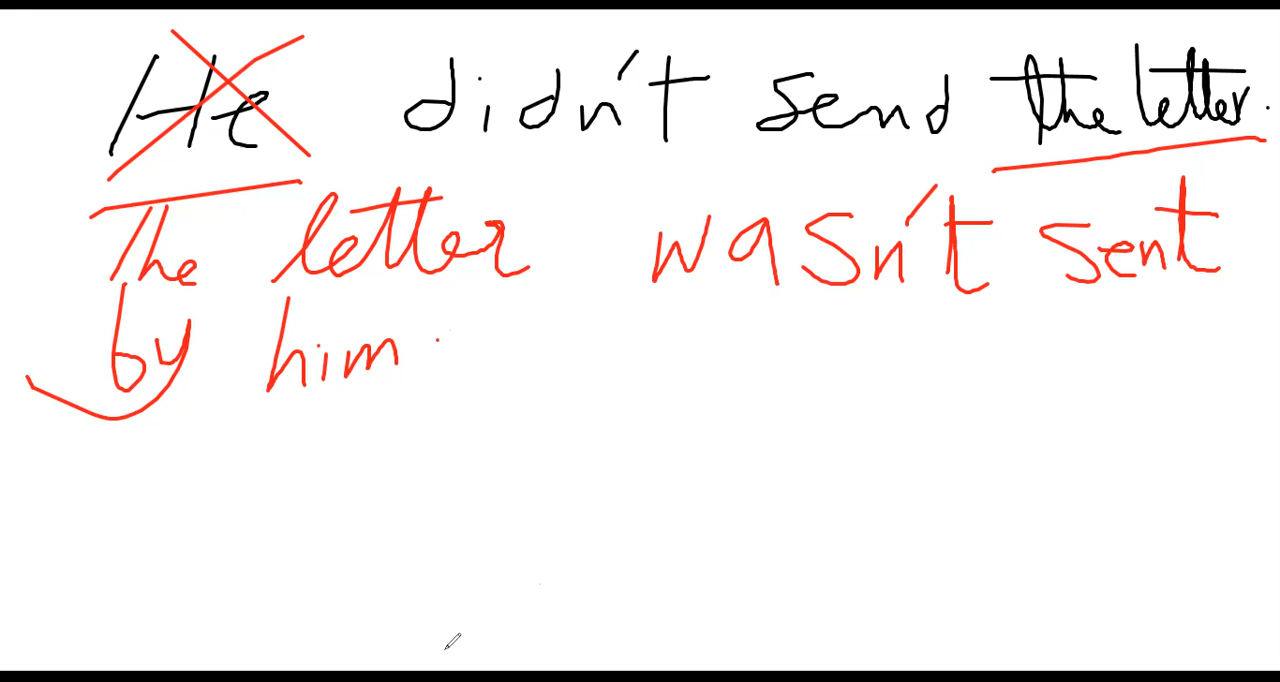 He didn't send the letter.
The letter wasn't sent
by him.